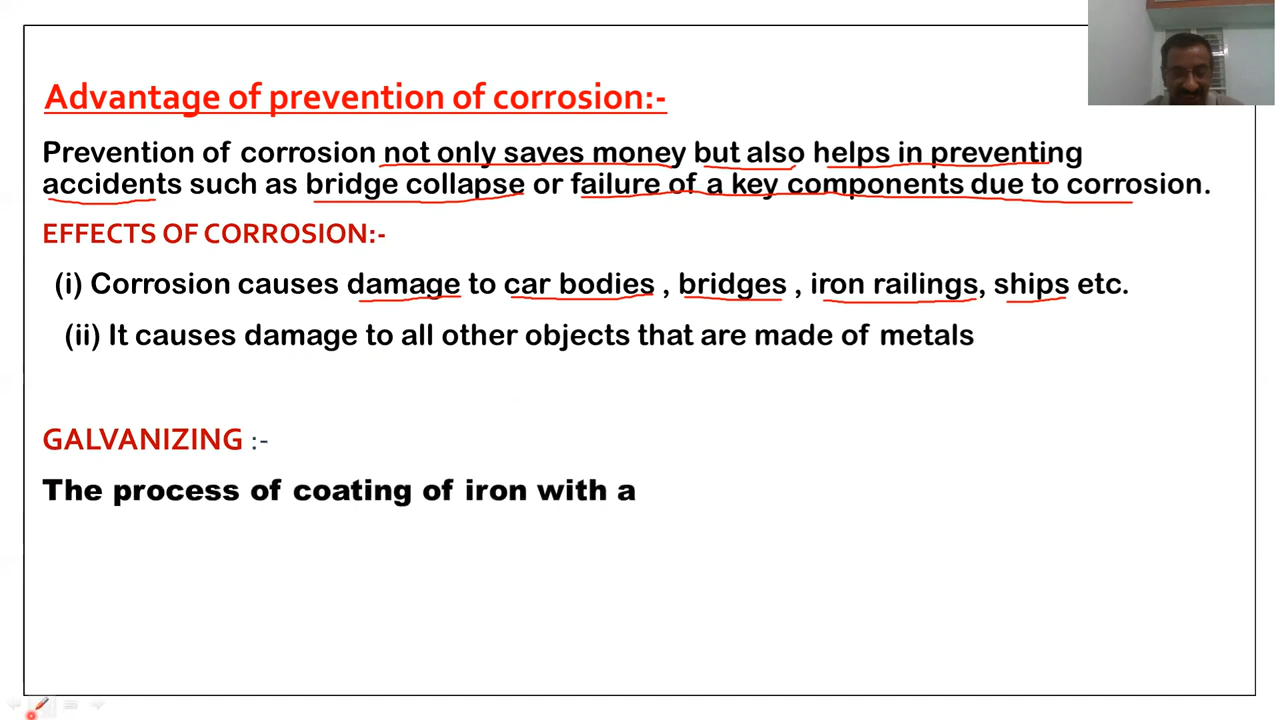 Advantage of prevention of corrosion:-
Prevention of corrosion not only saves money but also helps in preventing
accidents such as bridge collapse or failure of a key components due to corrosion.
EFFECTS OF CORROSION:-
(i) Corrosion causes damage to car bodies , bridges , iron railings, ships etc.
(ii) It causes damage to all other objects that are made of metals
GALVANIZING :-
The process of coating of iron with a